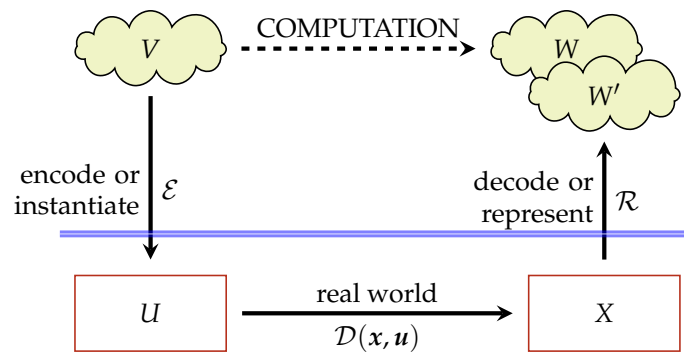 COMPUTATION
V
W
W′
encode or
instantiate
ℰ
decode or
represent
ℛ
U
real world
𝒟(x, u)
X